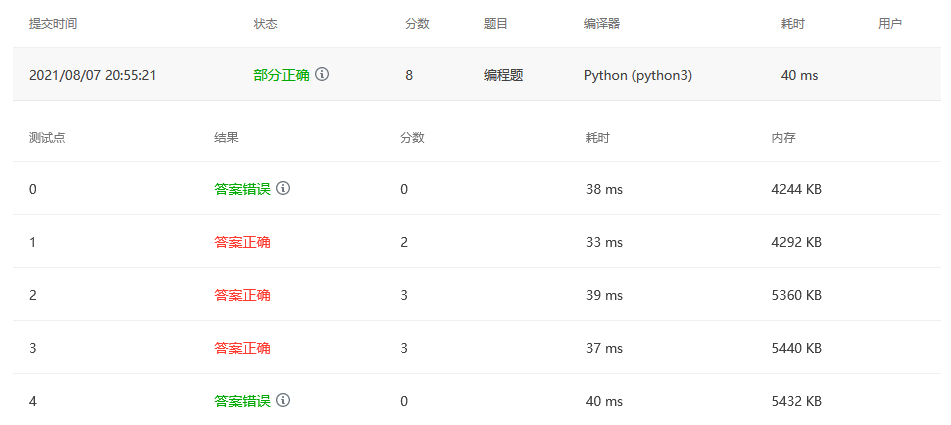 提交时间 状态 分数 题目 编译器 耗时 用户
2021/08/07 20:55:21 部分正确 8 编程题 Python (python3) 40 ms
测试点 结果 分数 耗时 内存
0 答案错误 0 38 ms 4244 KB
1 答案正确 2 33 ms 4292 KB
2 答案正确 3 39 ms 5360 KB
3 答案正确 3 37 ms 5440 KB
4 答案错误 0 40 ms 5432 KB